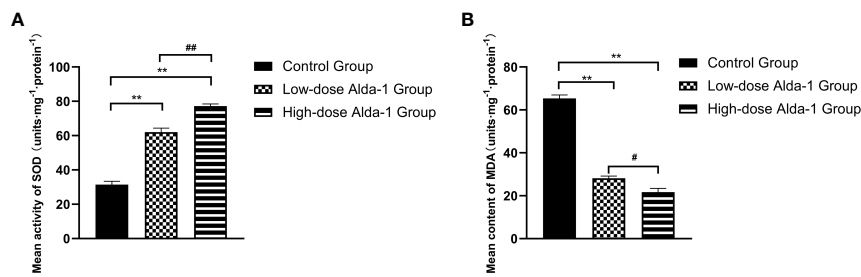 A
Mean activity of SOD (units·mg⁻¹·protein⁻¹)
100
80
60
40
20
0
**
**
##
Control Group
Low-dose Alda-1 Group
High-dose Alda-1 Group
B
Mean content of MDA (units·mg⁻¹·protein⁻¹)
80
60
40
20
0
**
**
#
Control Group
Low-dose Alda-1 Group
High-dose Alda-1 Group